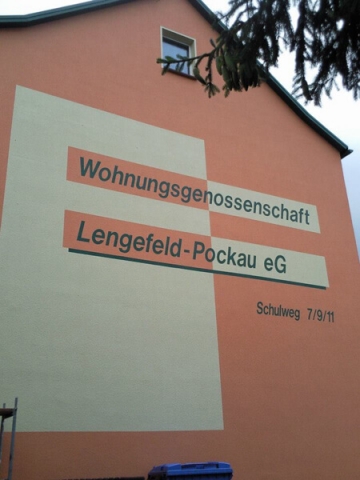 Wohnungsgenossenschaft
Lengefeld-Pockau eG
Schulweg 7/9/11